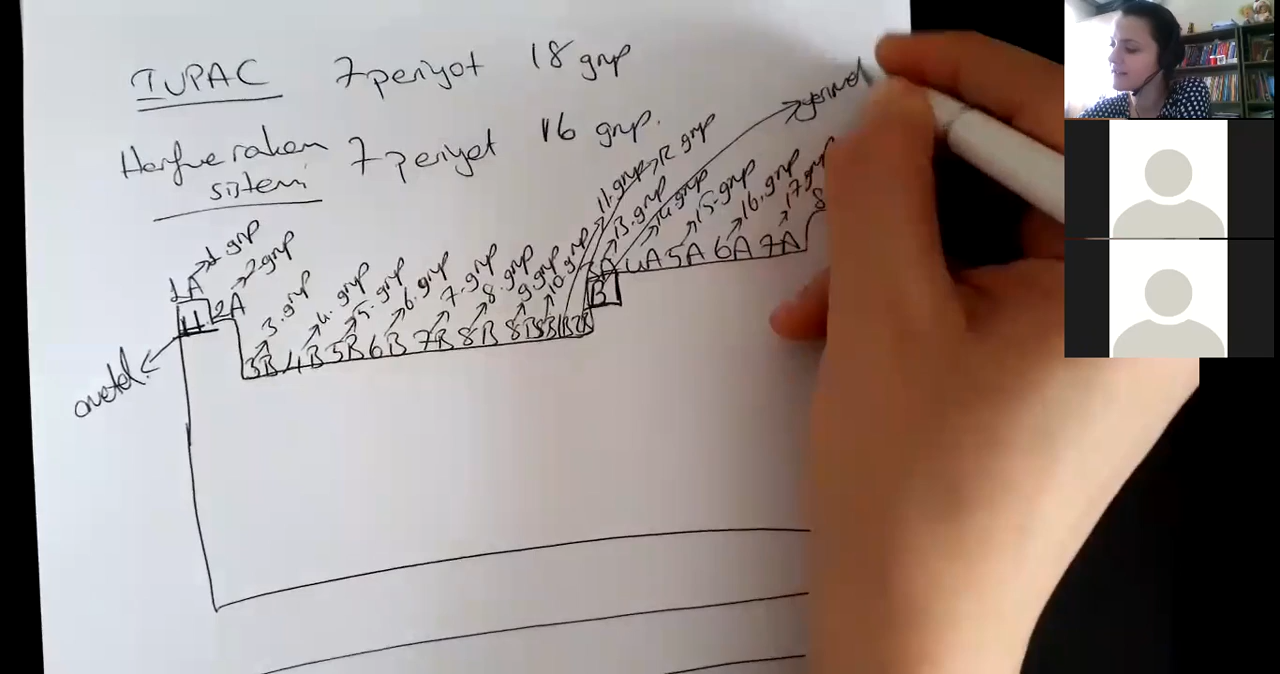 IUPAC 7 periyot 18 grup
Harf ve rakam sistemi 7 periyot 16 grup.
1A → 1. grup
2A → 2. grup
3B → 3. grup
4B → 4. grup
5B → 5. grup
6B → 6. grup
7B → 7. grup
8B → 8. grup
8B → 9. grup
8B → 10. grup
1B → 11. grup
2B → 12. grup
3A → 13. grup
4A → 14. grup
5A → 15. grup
6A → 16. grup
7A → 17. grup
8
H
ametal
B
yarımet